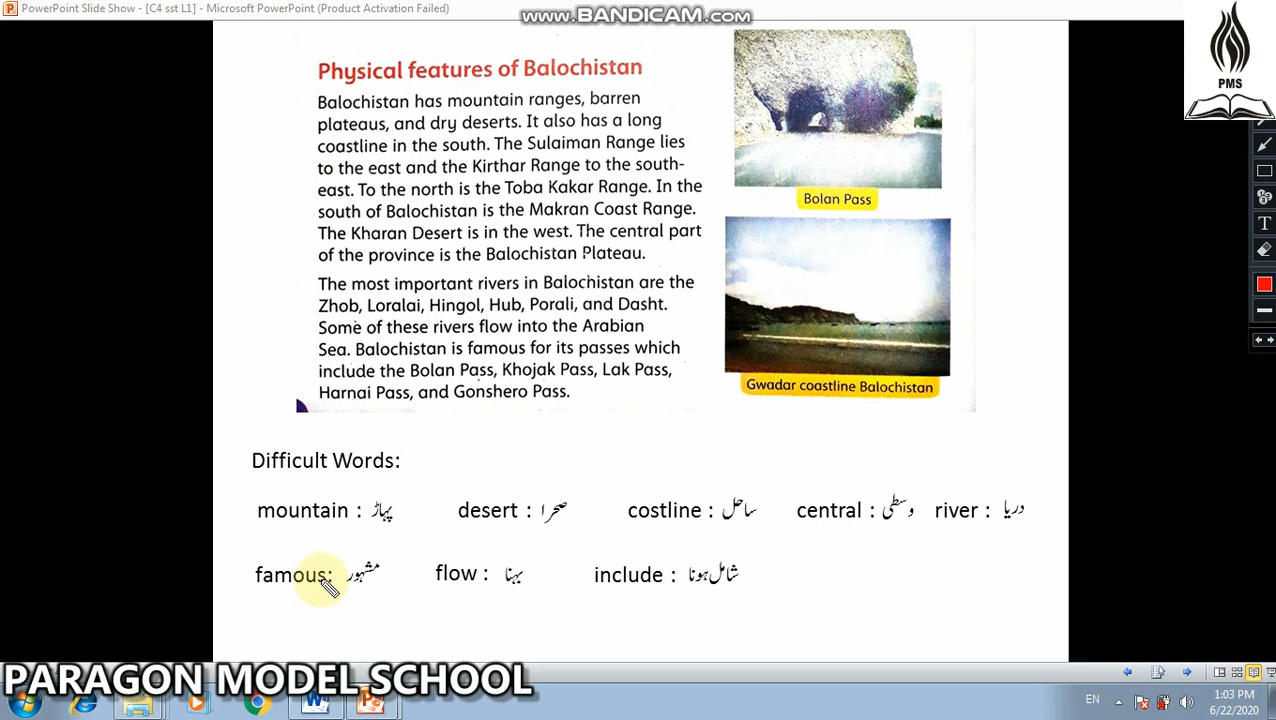 PowerPoint Slide Show - [C4 sst L1] - Microsoft PowerPoint (Product Activation Failed)
www.BANDICAM.com
PMS
Physical features of Balochistan
Balochistan has mountain ranges, barren
plateaus, and dry deserts. It also has a long
coastline in the south. The Sulaiman Range lies
to the east and the Kirthar Range to the south-
east. To the north is the Toba Kakar Range. In the
south of Balochistan is the Makran Coast Range.
The Kharan Desert is in the west. The central part
of the province is the Balochistan Plateau.
The most important rivers in Balochistan are the
Zhob, Loralai, Hingol, Hub, Porali, and Dasht.
Some of these rivers flow into the Arabian
Sea. Balochistan is famous for its passes which
include the Bolan Pass, Khojak Pass, Lak Pass,
Harnai Pass, and Gonshero Pass.
Bolan Pass
Gwadar coastline Balochistan
Difficult Words:
mountain : پہاڑ desert : صحرا costline : ساحل central : وسطی river : دریا
famous: مشہور flow : بہنا include : شامل ہونا
PARAGON MODEL SCHOOL
EN
1:03 PM
6/22/2020